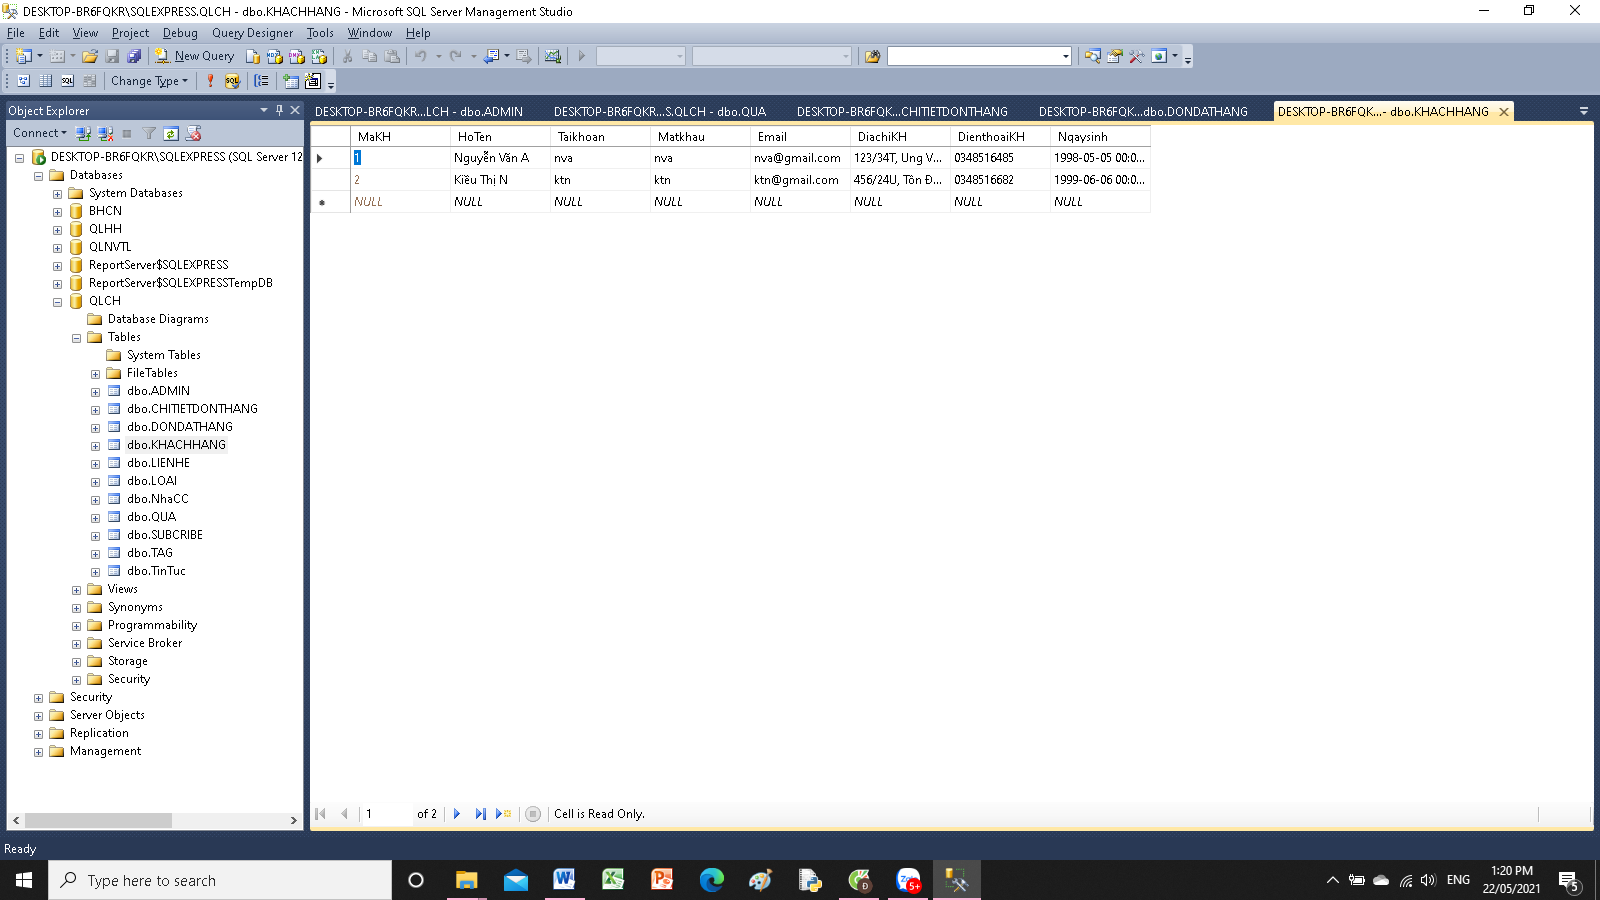 DESKTOP-BR6FQKR\SQLEXPRESS.QLCH - dbo.KHACHHANG - Microsoft SQL Server Management Studio
File Edit View Project Debug Query Designer Tools Window Help
New Query
Change Type
Object Explorer
Connect
DESKTOP-BR6FQKR\SQLEXPRESS (SQL Server 12
Databases
System Databases
BHCN
QLHH
QLNVTL
ReportServer$SQLEXPRESS
ReportServer$SQLEXPRESSTempDB
QLCH
Database Diagrams
Tables
System Tables
FileTables
dbo.ADMIN
dbo.CHITIETDONTHANG
dbo.DONDATHANG
dbo.KHACHHANG
dbo.LIENHE
dbo.LOAI
dbo.NhaCC
dbo.QUA
dbo.SUBCRIBE
dbo.TAG
dbo.TinTuc
Views
Synonyms
Programmability
Service Broker
Storage
Security
Security
Server Objects
Replication
Management
DESKTOP-BR6FQKR...LCH - dbo.ADMIN DESKTOP-BR6FQKR...S.QLCH - dbo.QUA DESKTOP-BR6FQK...CHITIETDONTHANG DESKTOP-BR6FQK...dbo.DONDATHANG DESKTOP-BR6FQK...- dbo.KHACHHANG
MaKH HoTen Taikhoan Matkhau Email DiachiKH DienthoaiKH Ngaysinh
1 Nguyễn Văn A nva nva nva@gmail.com 123/34T, Ung V... 0348516485 1998-05-05 00:0...
2 Kiều Thị N ktn ktn ktn@gmail.com 456/24U, Tôn Đ... 0348516682 1999-06-06 00:0...
NULL NULL NULL NULL NULL NULL NULL NULL
1 of 2 Cell is Read Only.
Ready
Type here to search
5+
ENG
1:20 PM
22/05/2021
5